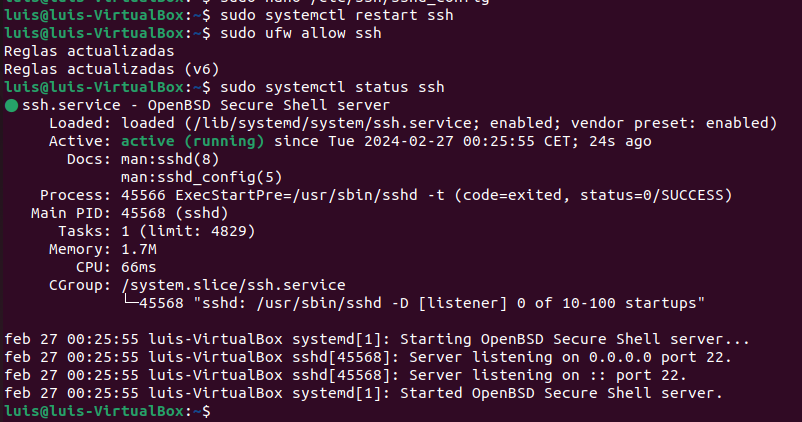 luis@luis-VirtualBox:~$ sudo nano /etc/ssh/sshd_config
luis@luis-VirtualBox:~$ sudo systemctl restart ssh
luis@luis-VirtualBox:~$ sudo ufw allow ssh
Reglas actualizadas
Reglas actualizadas (v6)
luis@luis-VirtualBox:~$ sudo systemctl status ssh
● ssh.service - OpenBSD Secure Shell server
Loaded: loaded (/lib/systemd/system/ssh.service; enabled; vendor preset: enabled)
Active: active (running) since Tue 2024-02-27 00:25:55 CET; 24s ago
Docs: man:sshd(8)
man:sshd_config(5)
Process: 45566 ExecStartPre=/usr/sbin/sshd -t (code=exited, status=0/SUCCESS)
Main PID: 45568 (sshd)
Tasks: 1 (limit: 4829)
Memory: 1.7M
CPU: 66ms
CGroup: /system.slice/ssh.service
└─45568 "sshd: /usr/sbin/sshd -D [listener] 0 of 10-100 startups"
feb 27 00:25:55 luis-VirtualBox systemd[1]: Starting OpenBSD Secure Shell server...
feb 27 00:25:55 luis-VirtualBox sshd[45568]: Server listening on 0.0.0.0 port 22.
feb 27 00:25:55 luis-VirtualBox sshd[45568]: Server listening on :: port 22.
feb 27 00:25:55 luis-VirtualBox systemd[1]: Started OpenBSD Secure Shell server.
luis@luis-VirtualBox:~$